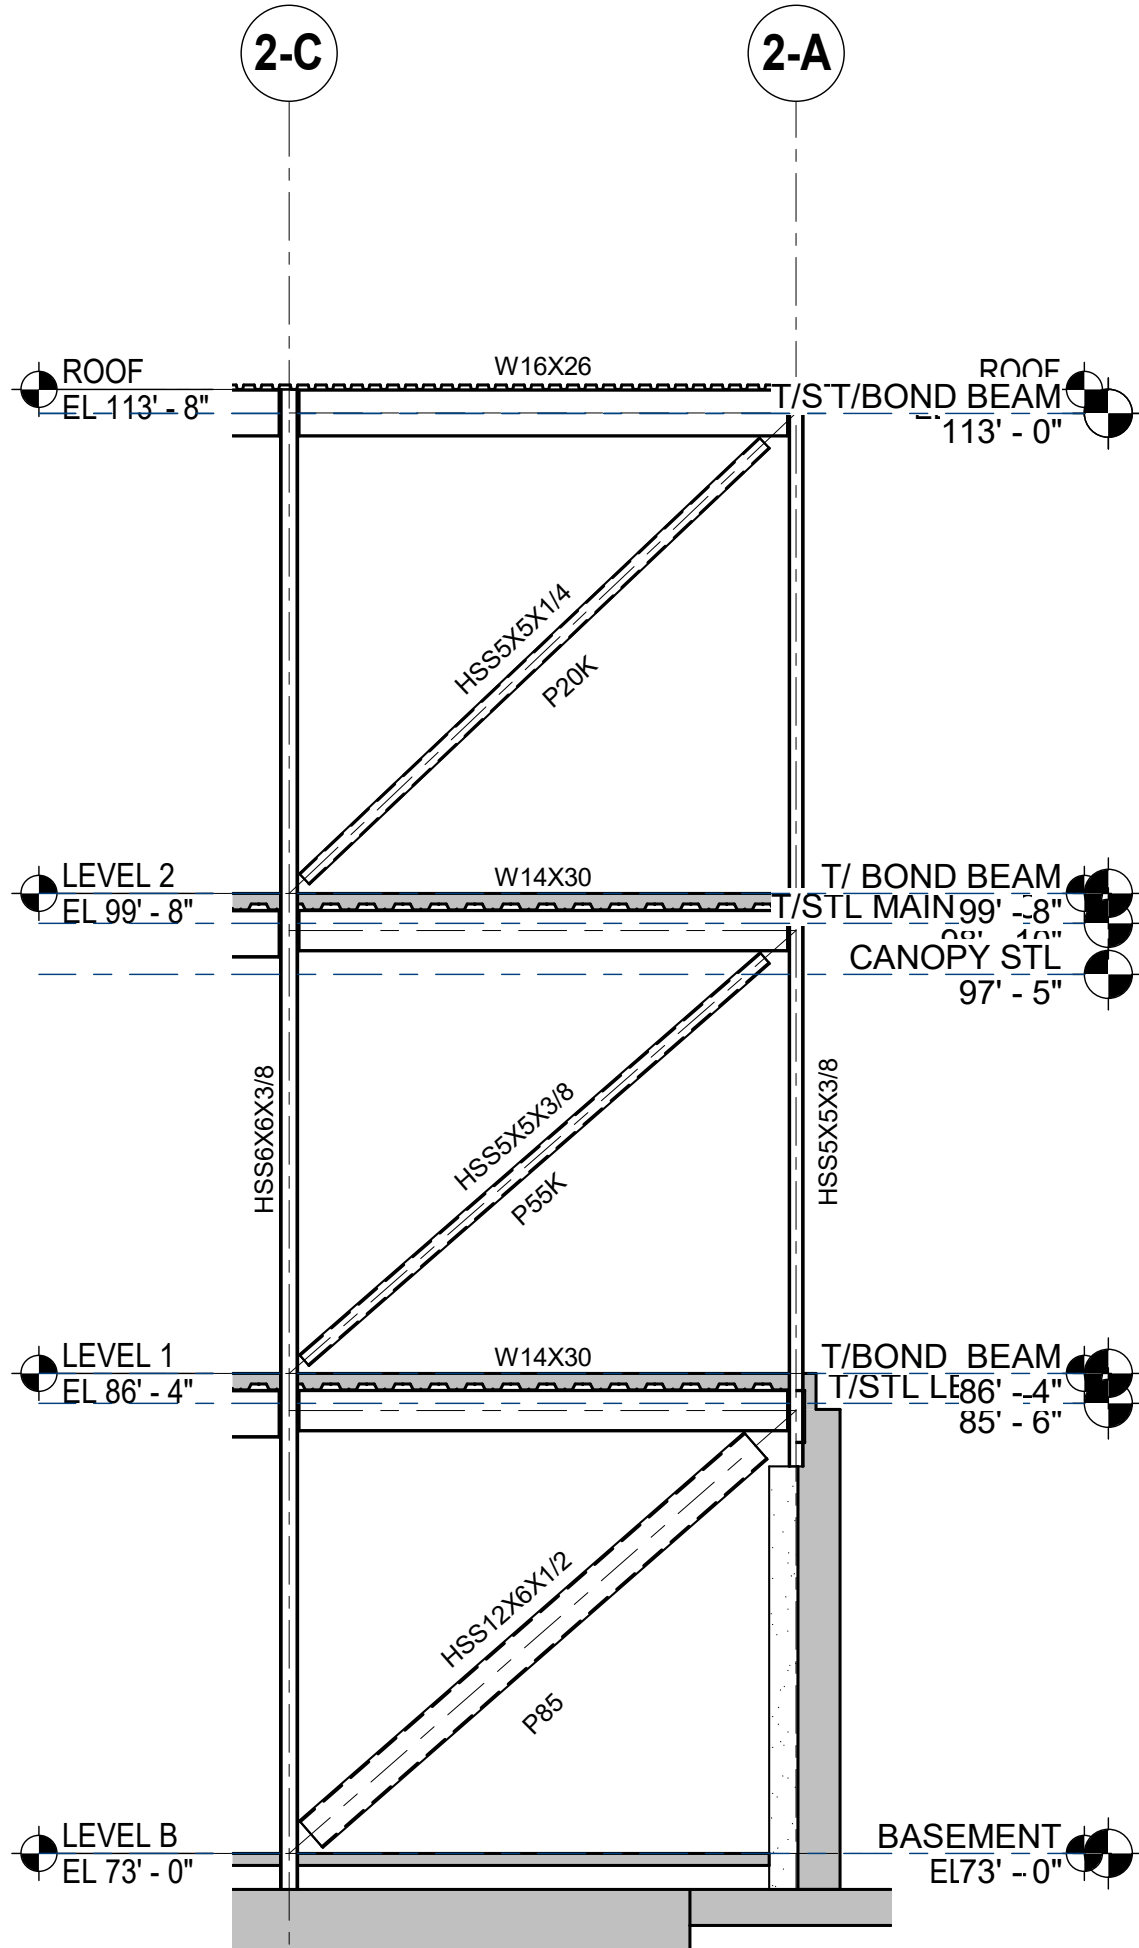 2-C
2-A
W16X26
ROOF
EL 113' - 8"
ROOF
T/BOND BEAM
113' - 0"
HSS5X5X1/4
P20K
LEVEL 2
EL 99' - 8"
W14X30
T/ BOND BEAM
99' - 8"
T/STL MAIN
98' - 10"
CANOPY STL
97' - 5"
HSS6X6X3/8
HSS5X5X3/8
P55K
HSS5X5X3/8
LEVEL 1
EL 86' - 4"
W14X30
T/BOND BEAM
86' - 4"
T/STL
85' - 6"
HSS12X6X1/2
P85
LEVEL B
EL 73' - 0"
BASEMENT
EL73' - 0"